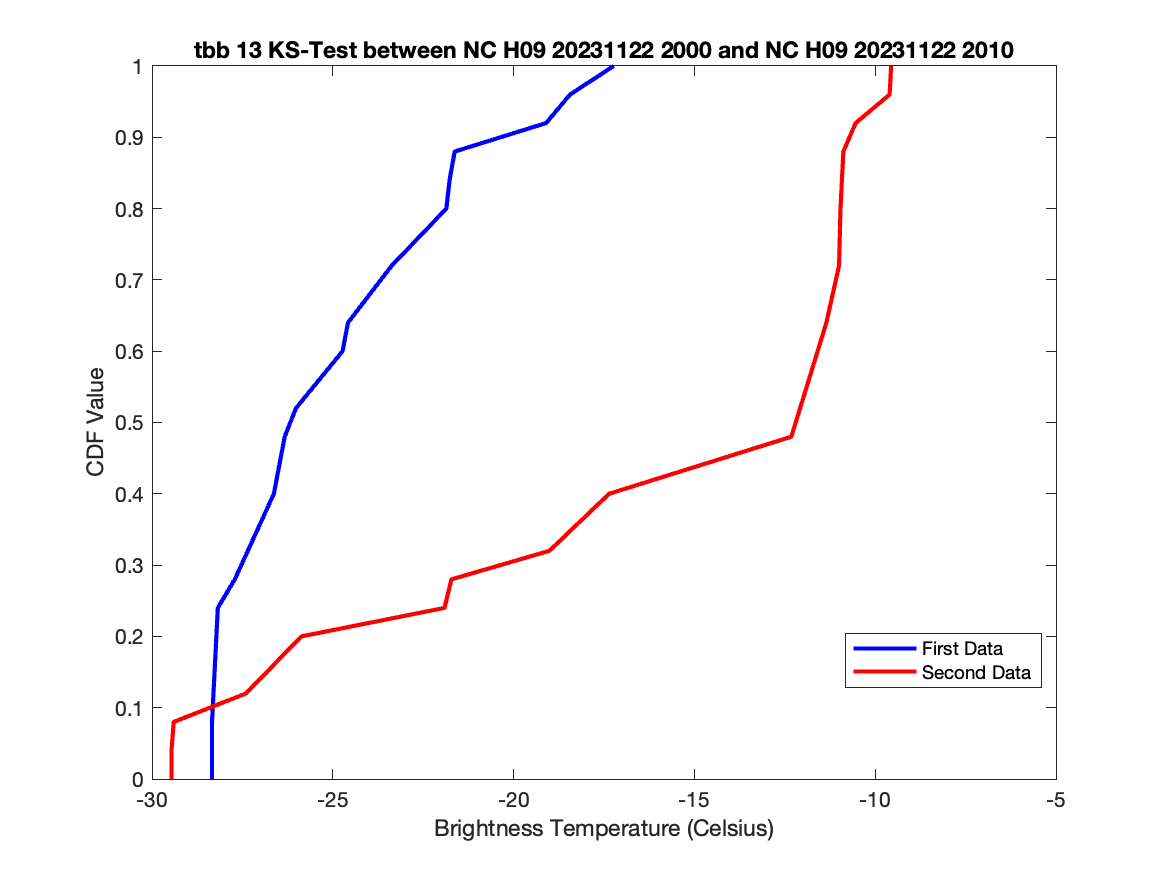 tbb 13 KS-Test between NC H09 20231122 2000 and NC H09 20231122 2010
1
0.9
0.8
0.7
0.6
0.5
0.4
0.3
0.2
0.1
0
CDF Value
First Data
Second Data
-30 -25 -20 -15 -10 -5
Brightness Temperature (Celsius)